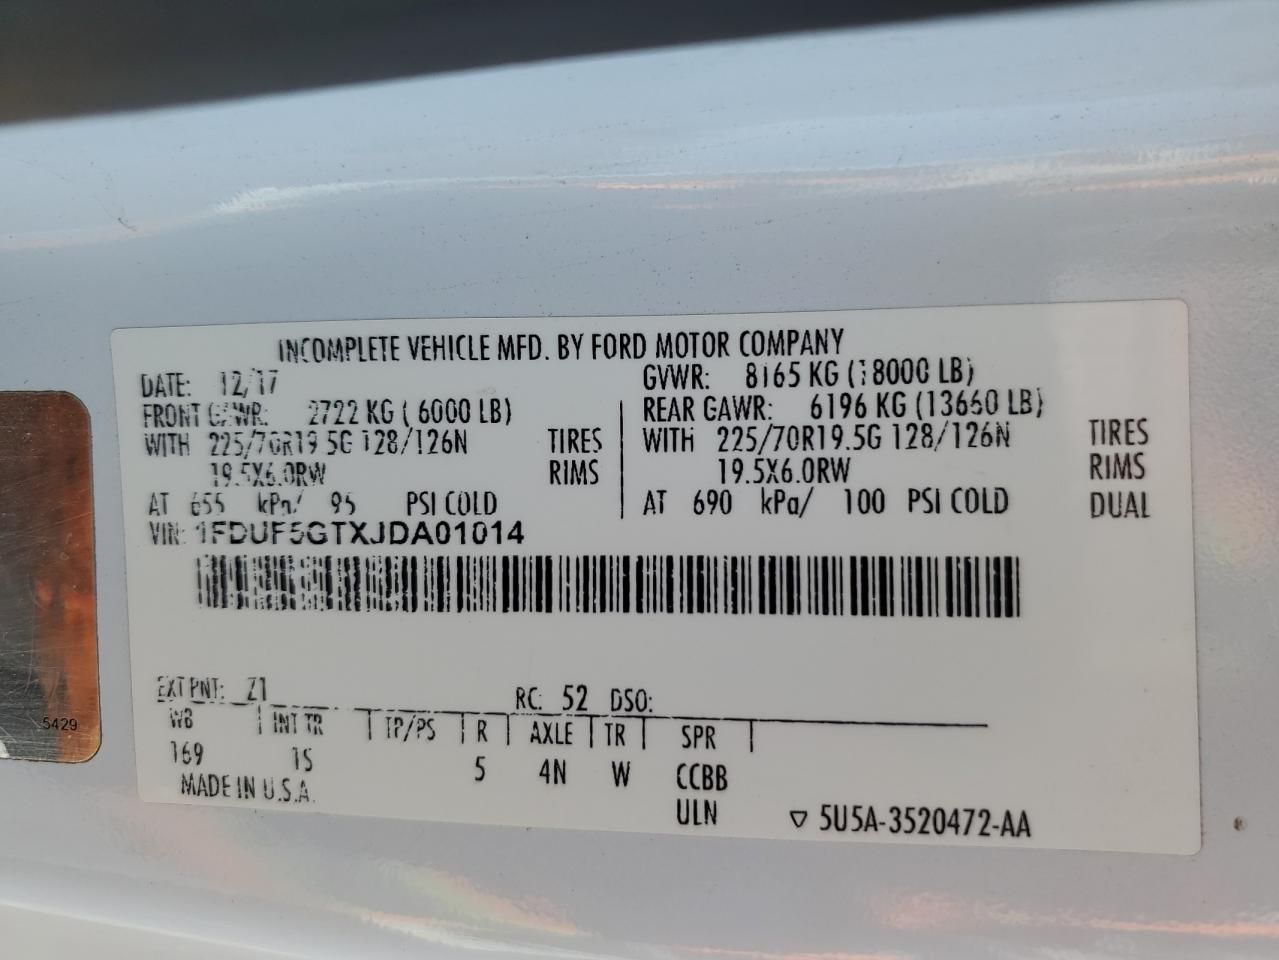 INCOMPLETE VEHICLE MFD. BY FORD MOTOR COMPANY
DATE: 12/17 GVWR: 8165 KG (18000 LB)
FRONT GAWR: 2722 KG ( 6000 LB) REAR GAWR: 6196 KG (13660 LB)
WITH 225/70R19.5G 128/126N TIRES WITH 225/70R19.5G 128/126N TIRES
19.5X6.0RW RIMS 19.5X6.0RW RIMS
AT 655 kPa/ 95 PSI COLD AT 690 kPa/ 100 PSI COLD DUAL
VIN: 1FDUF5GTXJDA01014
EXT PNT: Z1 RC: 52 DSO:
WB INT TR TP/PS R AXLE TR SPR
169 1S 5 4N W CCBB
MADE IN U.S.A. ULN
▽ 5U5A-3520472-AA
5429